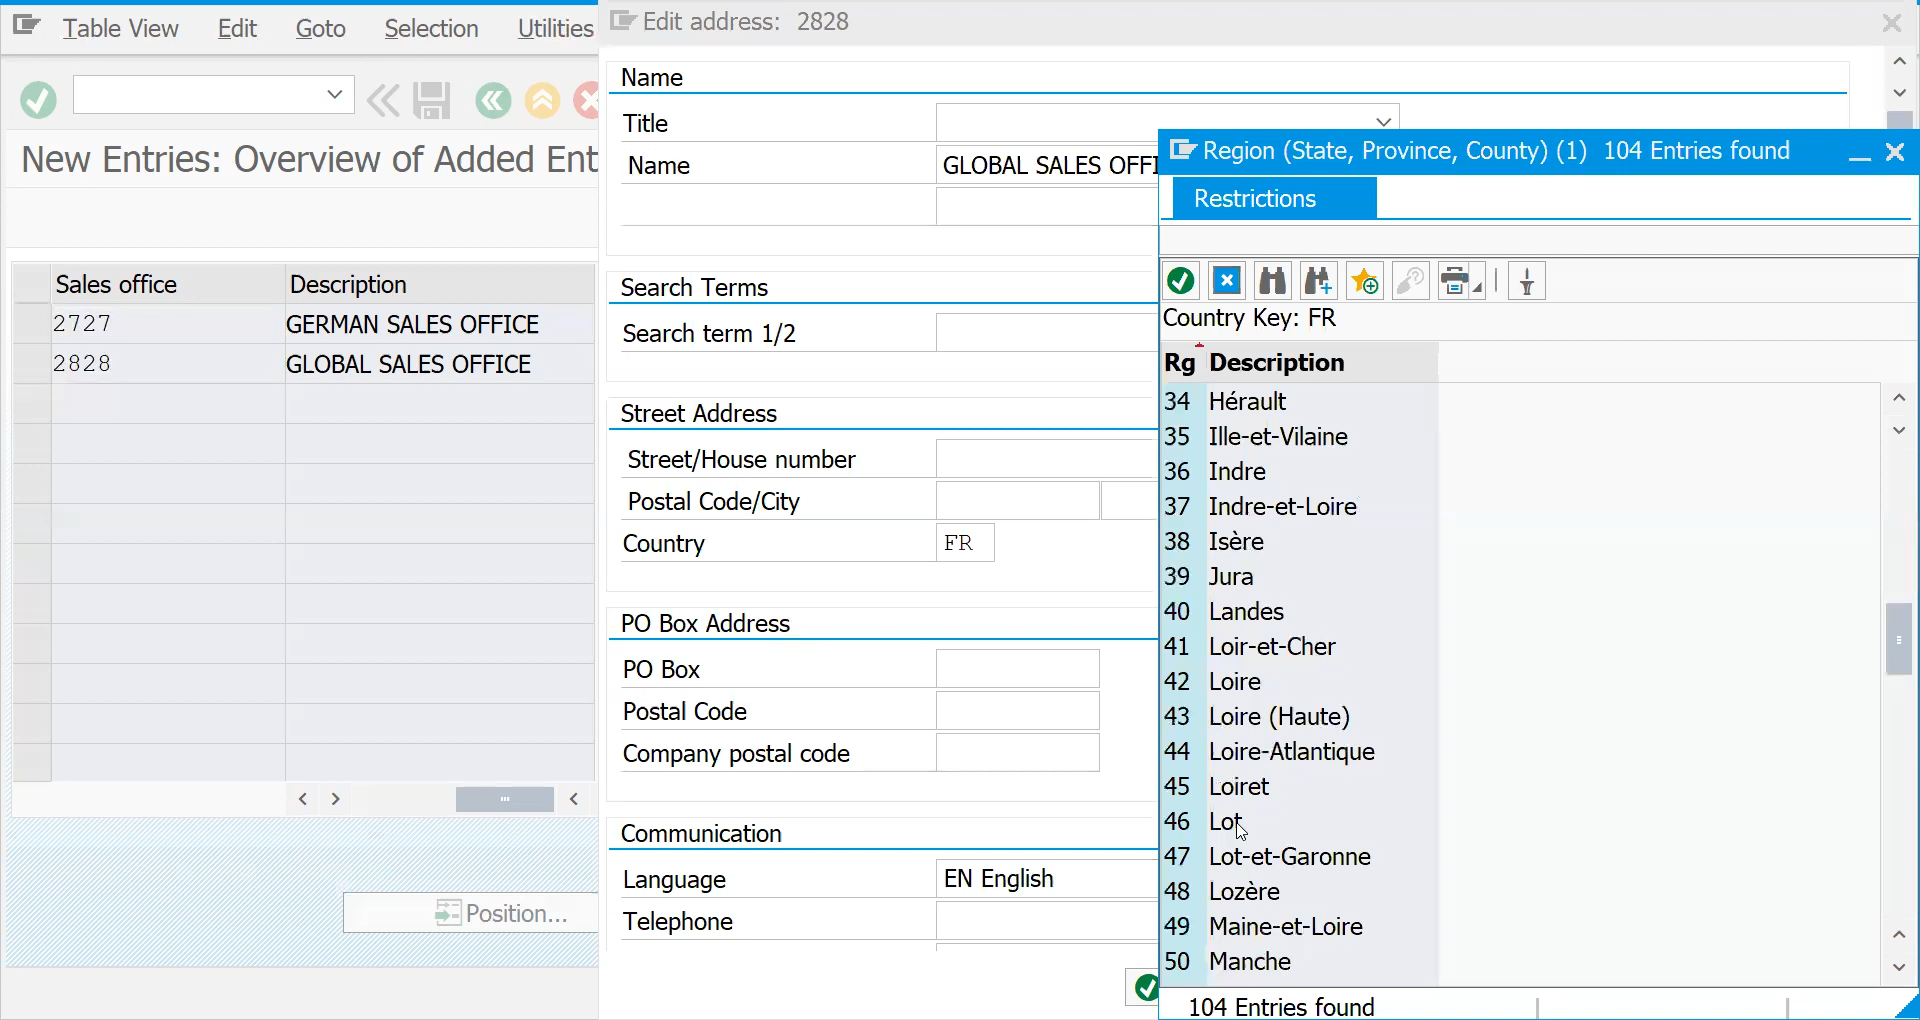 Table View Edit Goto Selection Utilities
New Entries: Overview of Added Ent
Sales office Description
2727 GERMAN SALES OFFICE
2828 GLOBAL SALES OFFICE
Position...
Edit address: 2828
Name
Title
Name GLOBAL SALES OFFI
Search Terms
Search term 1/2
Street Address
Street/House number
Postal Code/City
Country FR
PO Box Address
PO Box
Postal Code
Company postal code
Communication
Language EN English
Telephone
Region (State, Province, County) (1) 104 Entries found
Restrictions
Country Key: FR
Rg Description
34 Hérault
35 Ille-et-Vilaine
36 Indre
37 Indre-et-Loire
38 Isère
39 Jura
40 Landes
41 Loir-et-Cher
42 Loire
43 Loire (Haute)
44 Loire-Atlantique
45 Loiret
46 Lot
47 Lot-et-Garonne
48 Lozère
49 Maine-et-Loire
50 Manche
104 Entries found